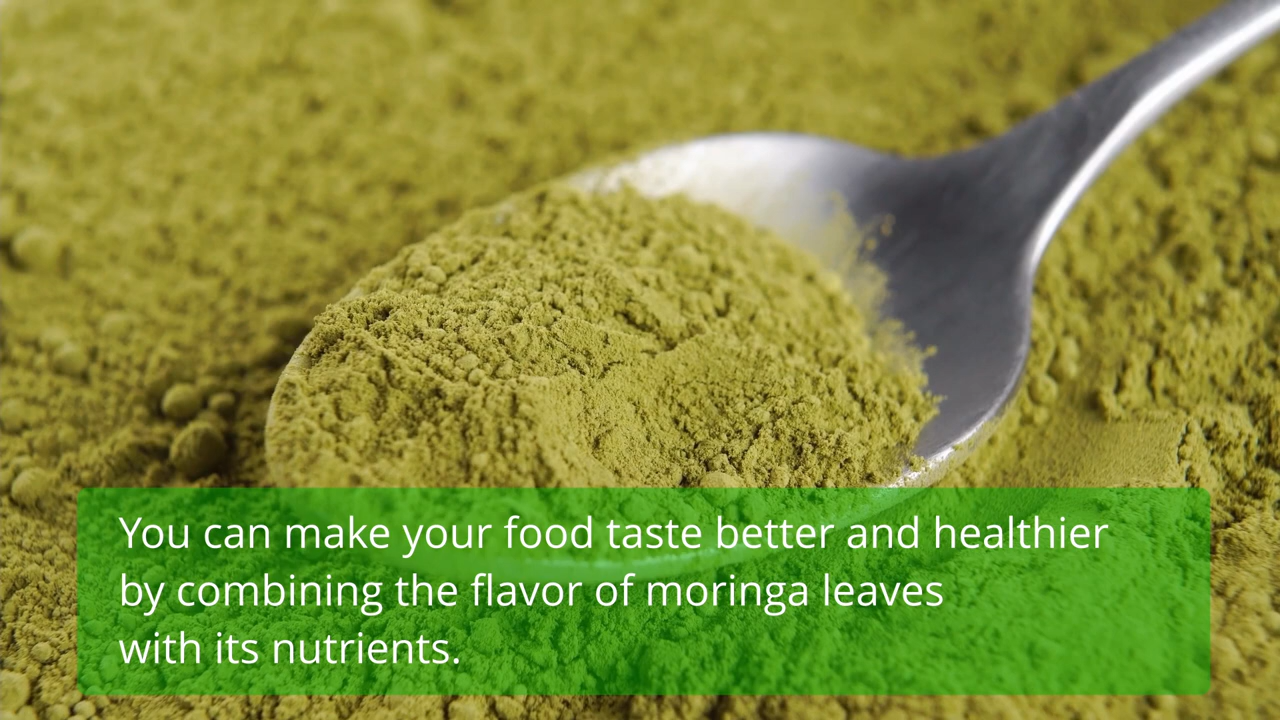 You can make your food taste better and healthier
by combining the flavor of moringa leaves
with its nutrients.